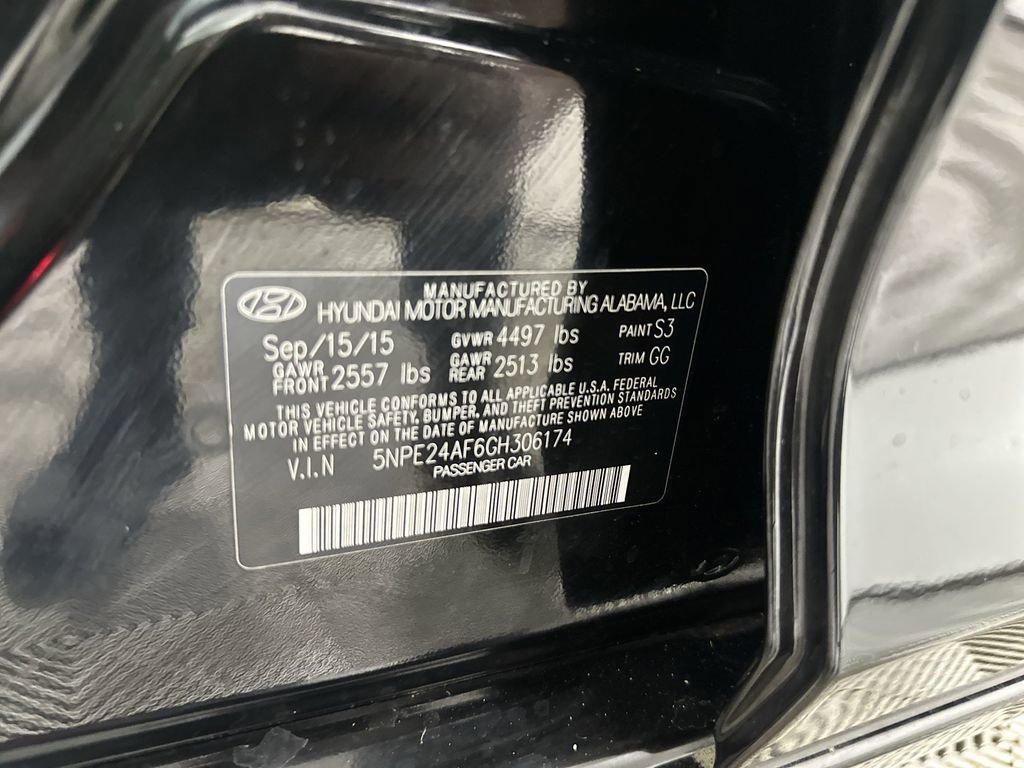 MANUFACTURED BY
HYUNDAI MOTOR MANUFACTURING ALABAMA, LLC
Sep/15/15 GVWR 4497 lbs PAINT S3
GAWR FRONT 2557 lbs GAWR REAR 2513 lbs TRIM GG
THIS VEHICLE CONFORMS TO ALL APPLICABLE U.S.A. FEDERAL
MOTOR VEHICLE SAFETY, BUMPER, AND THEFT PREVENTION STANDARDS
IN EFFECT ON THE DATE OF MANUFACTURE SHOWN ABOVE
V.I.N 5NPE24AF6GH306174
PASSENGER CAR